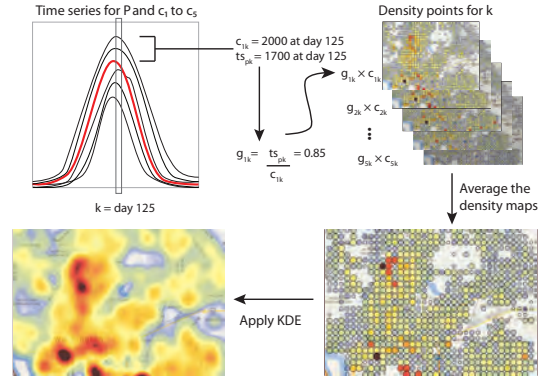 Time series for P and c1 to c5
c1k = 2000 at day 125
tspk = 1700 at day 125
g1k = tspk / c1k = 0.85
k = day 125
Density points for k
g1k × c1k
g2k × c2k
⋮
g5k × c5k
Average the
density maps
Apply KDE